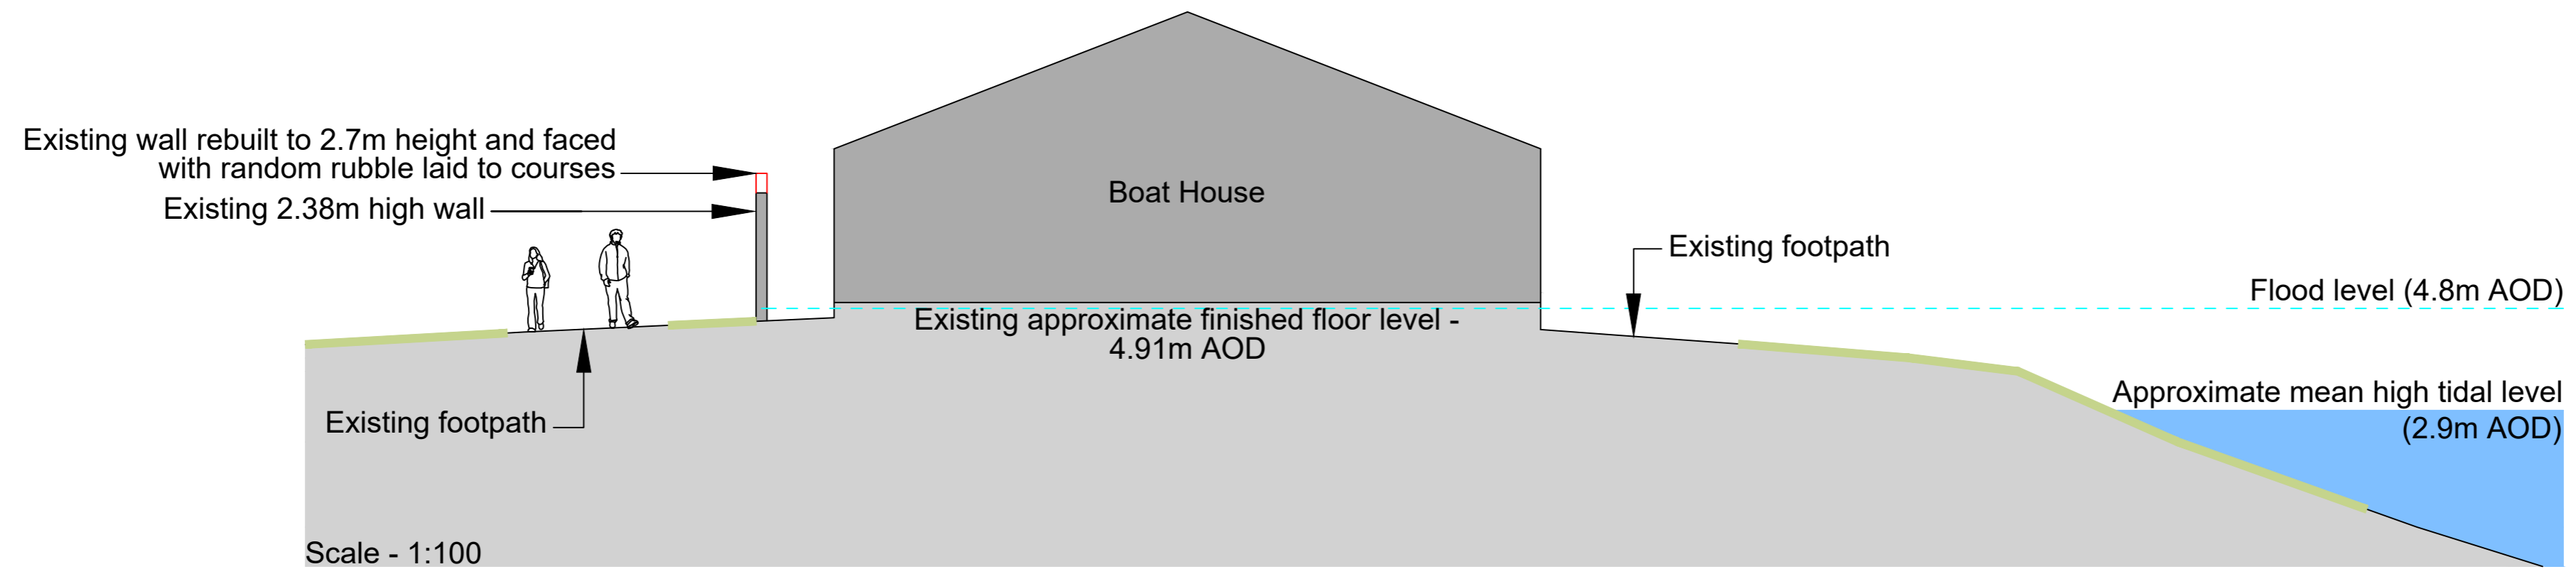 Existing wall rebuilt to 2.7m height and faced
with random rubble laid to courses
Existing 2.38m high wall
Boat House
Existing footpath
Flood level (4.8m AOD)
Existing approximate finished floor level -
4.91m AOD
Approximate mean high tidal level
(2.9m AOD)
Existing footpath
Scale - 1:100